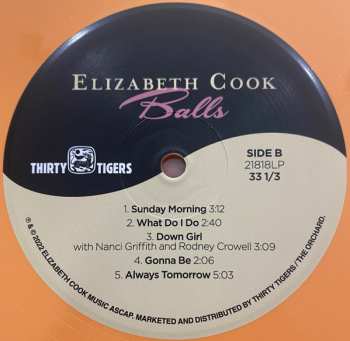 ELIZABETH COOK
Balls
THIRTY TIGERS
SIDE B
21818LP
33 1/3
1. Sunday Morning 3:12
2. What Do I Do 2:40
3. Down Girl
with Nanci Griffith and Rodney Crowell 3:09
4. Gonna Be 2:06
5. Always Tomorrow 5:03
℗ & © 2022 ELIZABETH COOK MUSIC ASCAP. MARKETED AND DISTRIBUTED BY THIRTY TIGERS / THE ORCHARD.